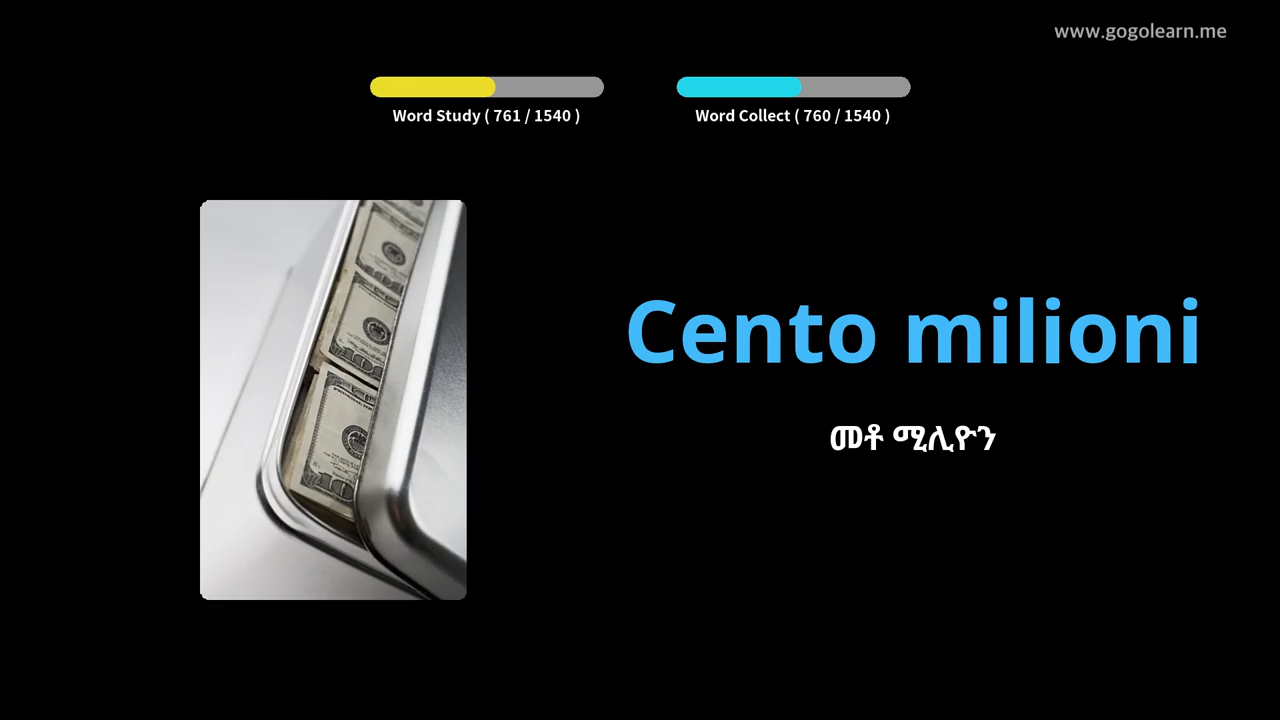 www.gogolearn.me
Word Study ( 761 / 1540 )
Word Collect ( 760 / 1540 )
Cento milioni
መቶ ሚሊዮን